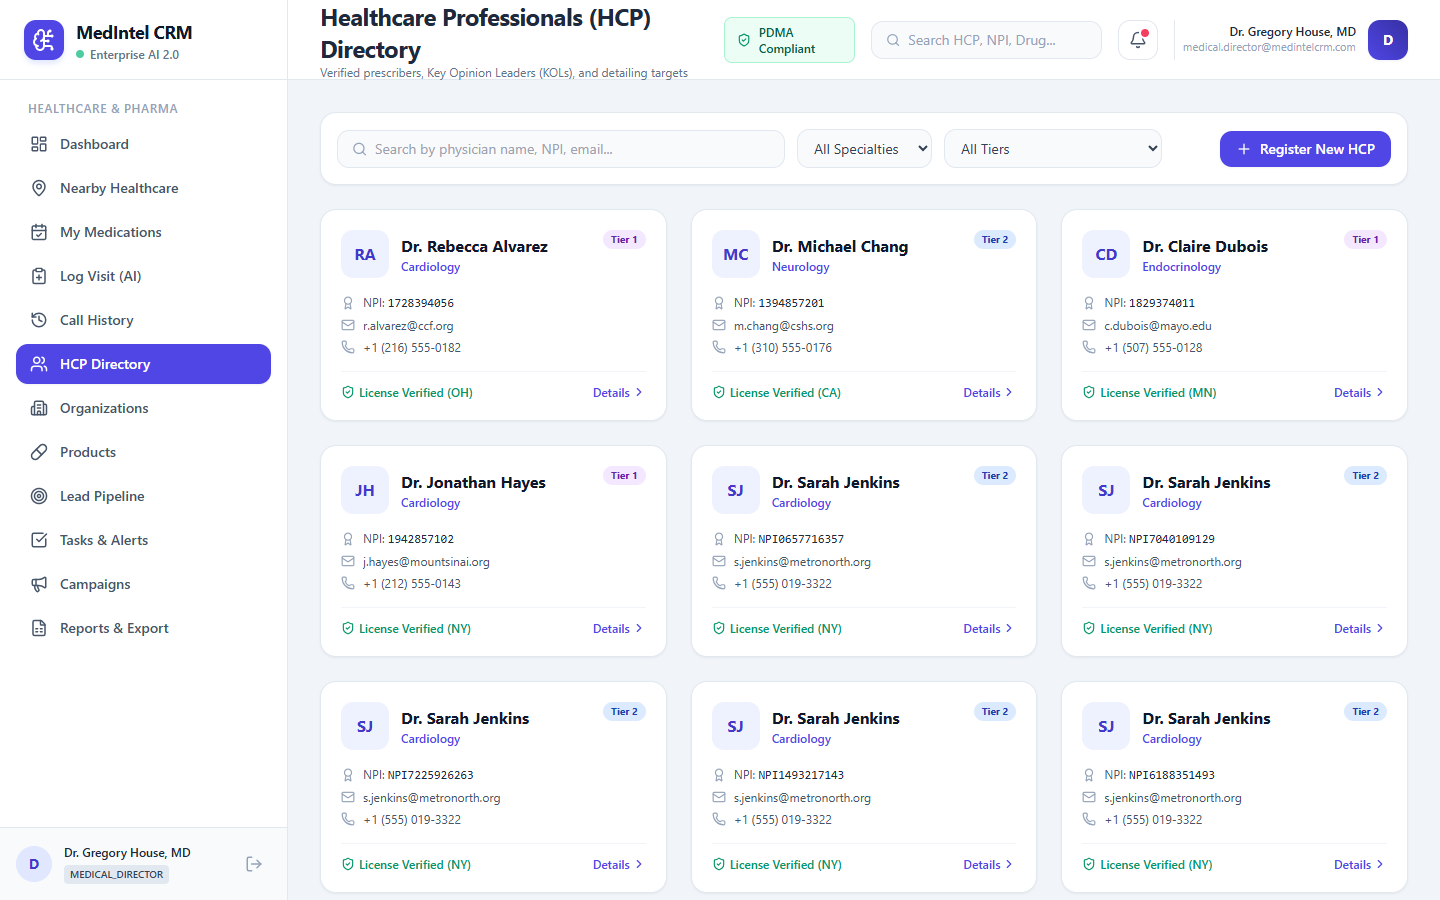 MedIntel CRM
Enterprise AI 2.0
HEALTHCARE & PHARMA
Dashboard
Nearby Healthcare
My Medications
Log Visit (AI)
Call History
HCP Directory
Organizations
Products
Lead Pipeline
Tasks & Alerts
Campaigns
Reports & Export
D
Dr. Gregory House, MD
MEDICAL_DIRECTOR
Healthcare Professionals (HCP)
Directory
Verified prescribers, Key Opinion Leaders (KOLs), and detailing targets
PDMA
Compliant
Search HCP, NPI, Drug...
Dr. Gregory House, MD
medical.director@medintelcrm.com
D
Search by physician name, NPI, email...
All Specialties
All Tiers
Register New HCP
RA
Dr. Rebecca Alvarez
Tier 1
Cardiology
NPI: 1728394056
r.alvarez@ccf.org
+1 (216) 555-0182
License Verified (OH)
Details
MC
Dr. Michael Chang
Tier 2
Neurology
NPI: 1394857201
m.chang@cshs.org
+1 (310) 555-0176
License Verified (CA)
Details
CD
Dr. Claire Dubois
Tier 1
Endocrinology
NPI: 1829374011
c.dubois@mayo.edu
+1 (507) 555-0128
License Verified (MN)
Details
JH
Dr. Jonathan Hayes
Tier 1
Cardiology
NPI: 1942857102
j.hayes@mountsinai.org
+1 (212) 555-0143
License Verified (NY)
Details
SJ
Dr. Sarah Jenkins
Tier 2
Cardiology
NPI: NPI0657716357
s.jenkins@metronorth.org
+1 (555) 019-3322
License Verified (NY)
Details
SJ
Dr. Sarah Jenkins
Tier 2
Cardiology
NPI: NPI7040109129
s.jenkins@metronorth.org
+1 (555) 019-3322
License Verified (NY)
Details
SJ
Dr. Sarah Jenkins
Tier 2
Cardiology
NPI: NPI7225926263
s.jenkins@metronorth.org
+1 (555) 019-3322
License Verified (NY)
Details
SJ
Dr. Sarah Jenkins
Tier 2
Cardiology
NPI: NPI1493217143
s.jenkins@metronorth.org
+1 (555) 019-3322
License Verified (NY)
Details
SJ
Dr. Sarah Jenkins
Tier 2
Cardiology
NPI: NPI6188351493
s.jenkins@metronorth.org
+1 (555) 019-3322
License Verified (NY)
Details